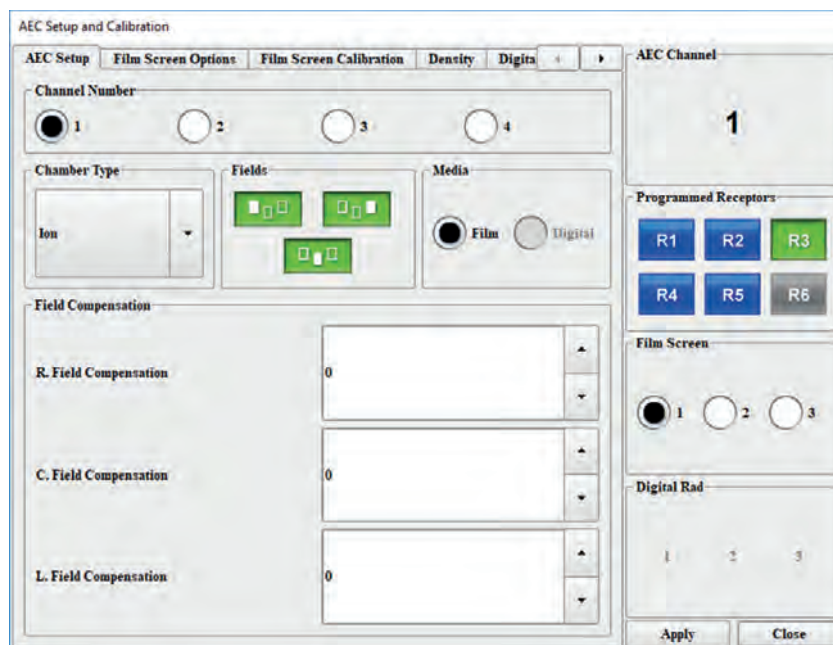 AEC Setup and Calibration
AEC Setup Film Screen Options Film Screen Calibration Density Digita
Channel Number
1 2 3 4
Chamber Type
Ion
Fields
Media
Film Digital
Field Compensation
R. Field Compensation 0
C. Field Compensation 0
L. Field Compensation 0
AEC Channel
1
Programmed Receptors
R1 R2 R3
R4 R5 R6
Film Screen
1 2 3
Digital Rad
1 2 3
Apply Close